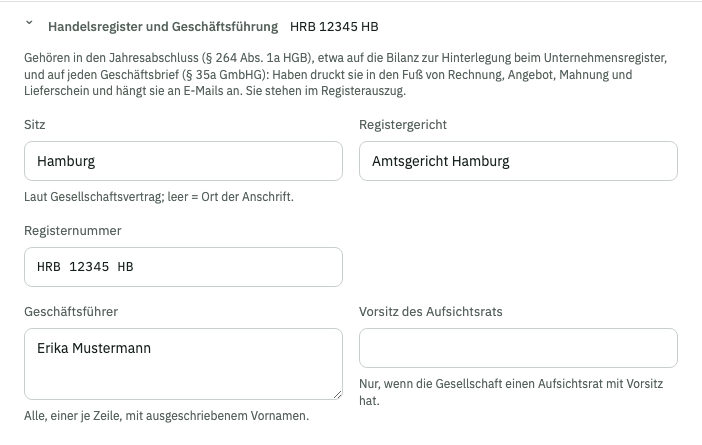 Handelsregister und Geschäftsführung HRB 12345 HB
Gehören in den Jahresabschluss (§ 264 Abs. 1a HGB), etwa auf die Bilanz zur Hinterlegung beim Unternehmensregister,
und auf jeden Geschäftsbrief (§ 35a GmbHG): Haben druckt sie in den Fuß von Rechnung, Angebot, Mahnung und
Lieferschein und hängt sie an E-Mails an. Sie stehen im Registerauszug.
Sitz
Registergericht
Hamburg
Amtsgericht Hamburg
Laut Gesellschaftsvertrag; leer = Ort der Anschrift.
Registernummer
HRB 12345 HB
Geschäftsführer
Vorsitz des Aufsichtsrats
Erika Mustermann
Nur, wenn die Gesellschaft einen Aufsichtsrat mit Vorsitz
hat.
Alle, einer je Zeile, mit ausgeschriebenem Vornamen.